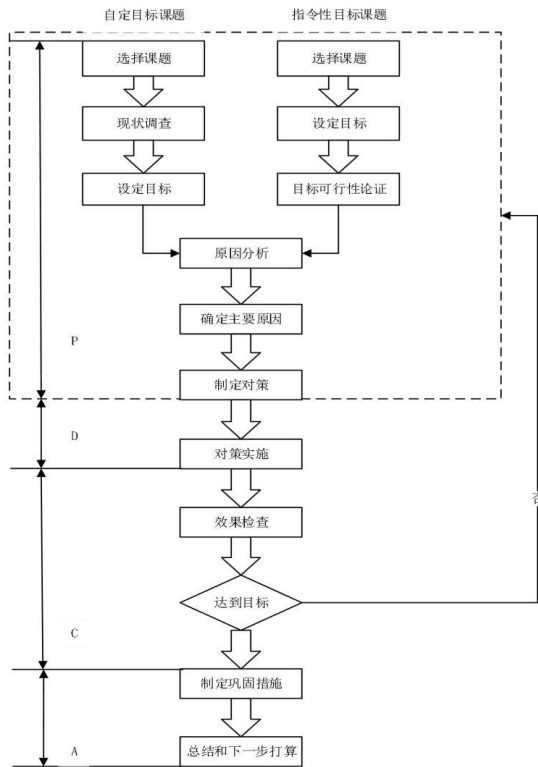 自定目标课题
指令性目标课题
选择课题
选择课题
现状调查
设定目标
设定目标
目标可行性论证
原因分析
确定主要原因
P
制定对策
D
对策实施
否
效果检查
达到目标
C
制定巩固措施
A
总结和下一步打算